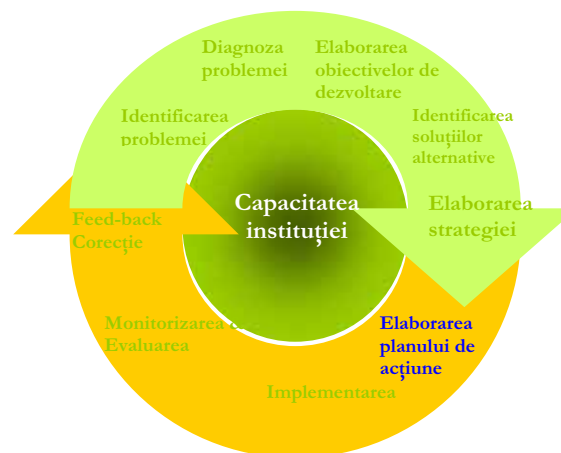 Diagnoza
problemei
Elaborarea
obiectivelor de
dezvoltare
Identificarea
problemei
Identificarea
soluțiilor
alternative
Capacitatea
instituției
Elaborarea
strategiei
Feed-back
Corecție
Monitorizarea
Evaluarea
Elaborarea
planului de
acțiune
Implementarea